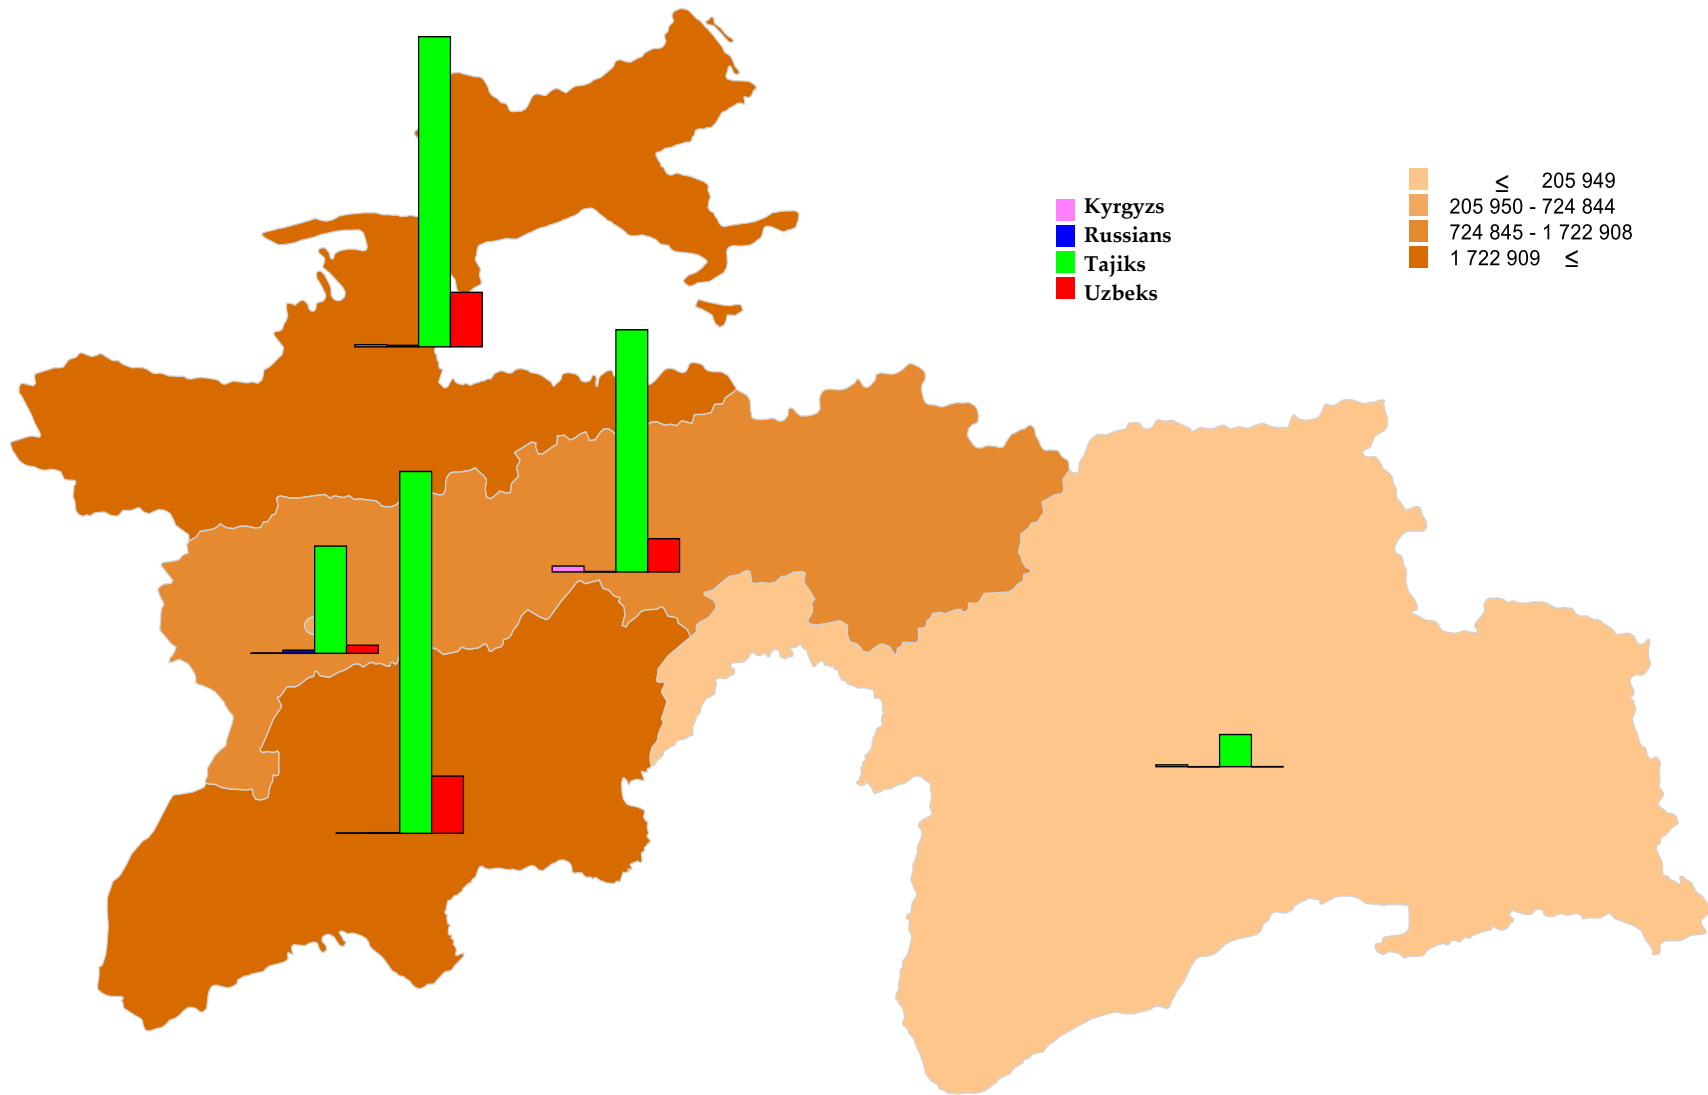 Kyrgyzs
Russians
Tajiks
Uzbeks
≤ 205 949
205 950 - 724 844
724 845 - 1 722 908
1 722 909 ≤